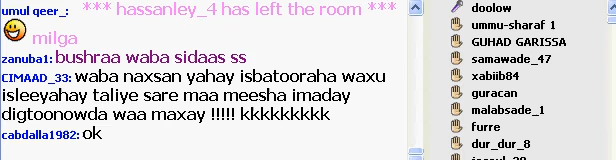 umul qeer_: *** hassanley_4 has left the room ***
milga
zanuba1: bushraa waba sidaas ss
CIMAAD_33: waba naxsan yahay isbatooraha waxu
isleeyahay taliye sare maa meesha imaday
digtoonowda waa maxay !!!!! kkkkkkkkk
cabdalla1982: ok
doolow
ummu-sharaf 1
GUHAD GARISSA
samawade_47
xabiib84
guracan
malabsade_1
furre
dur_dur_8